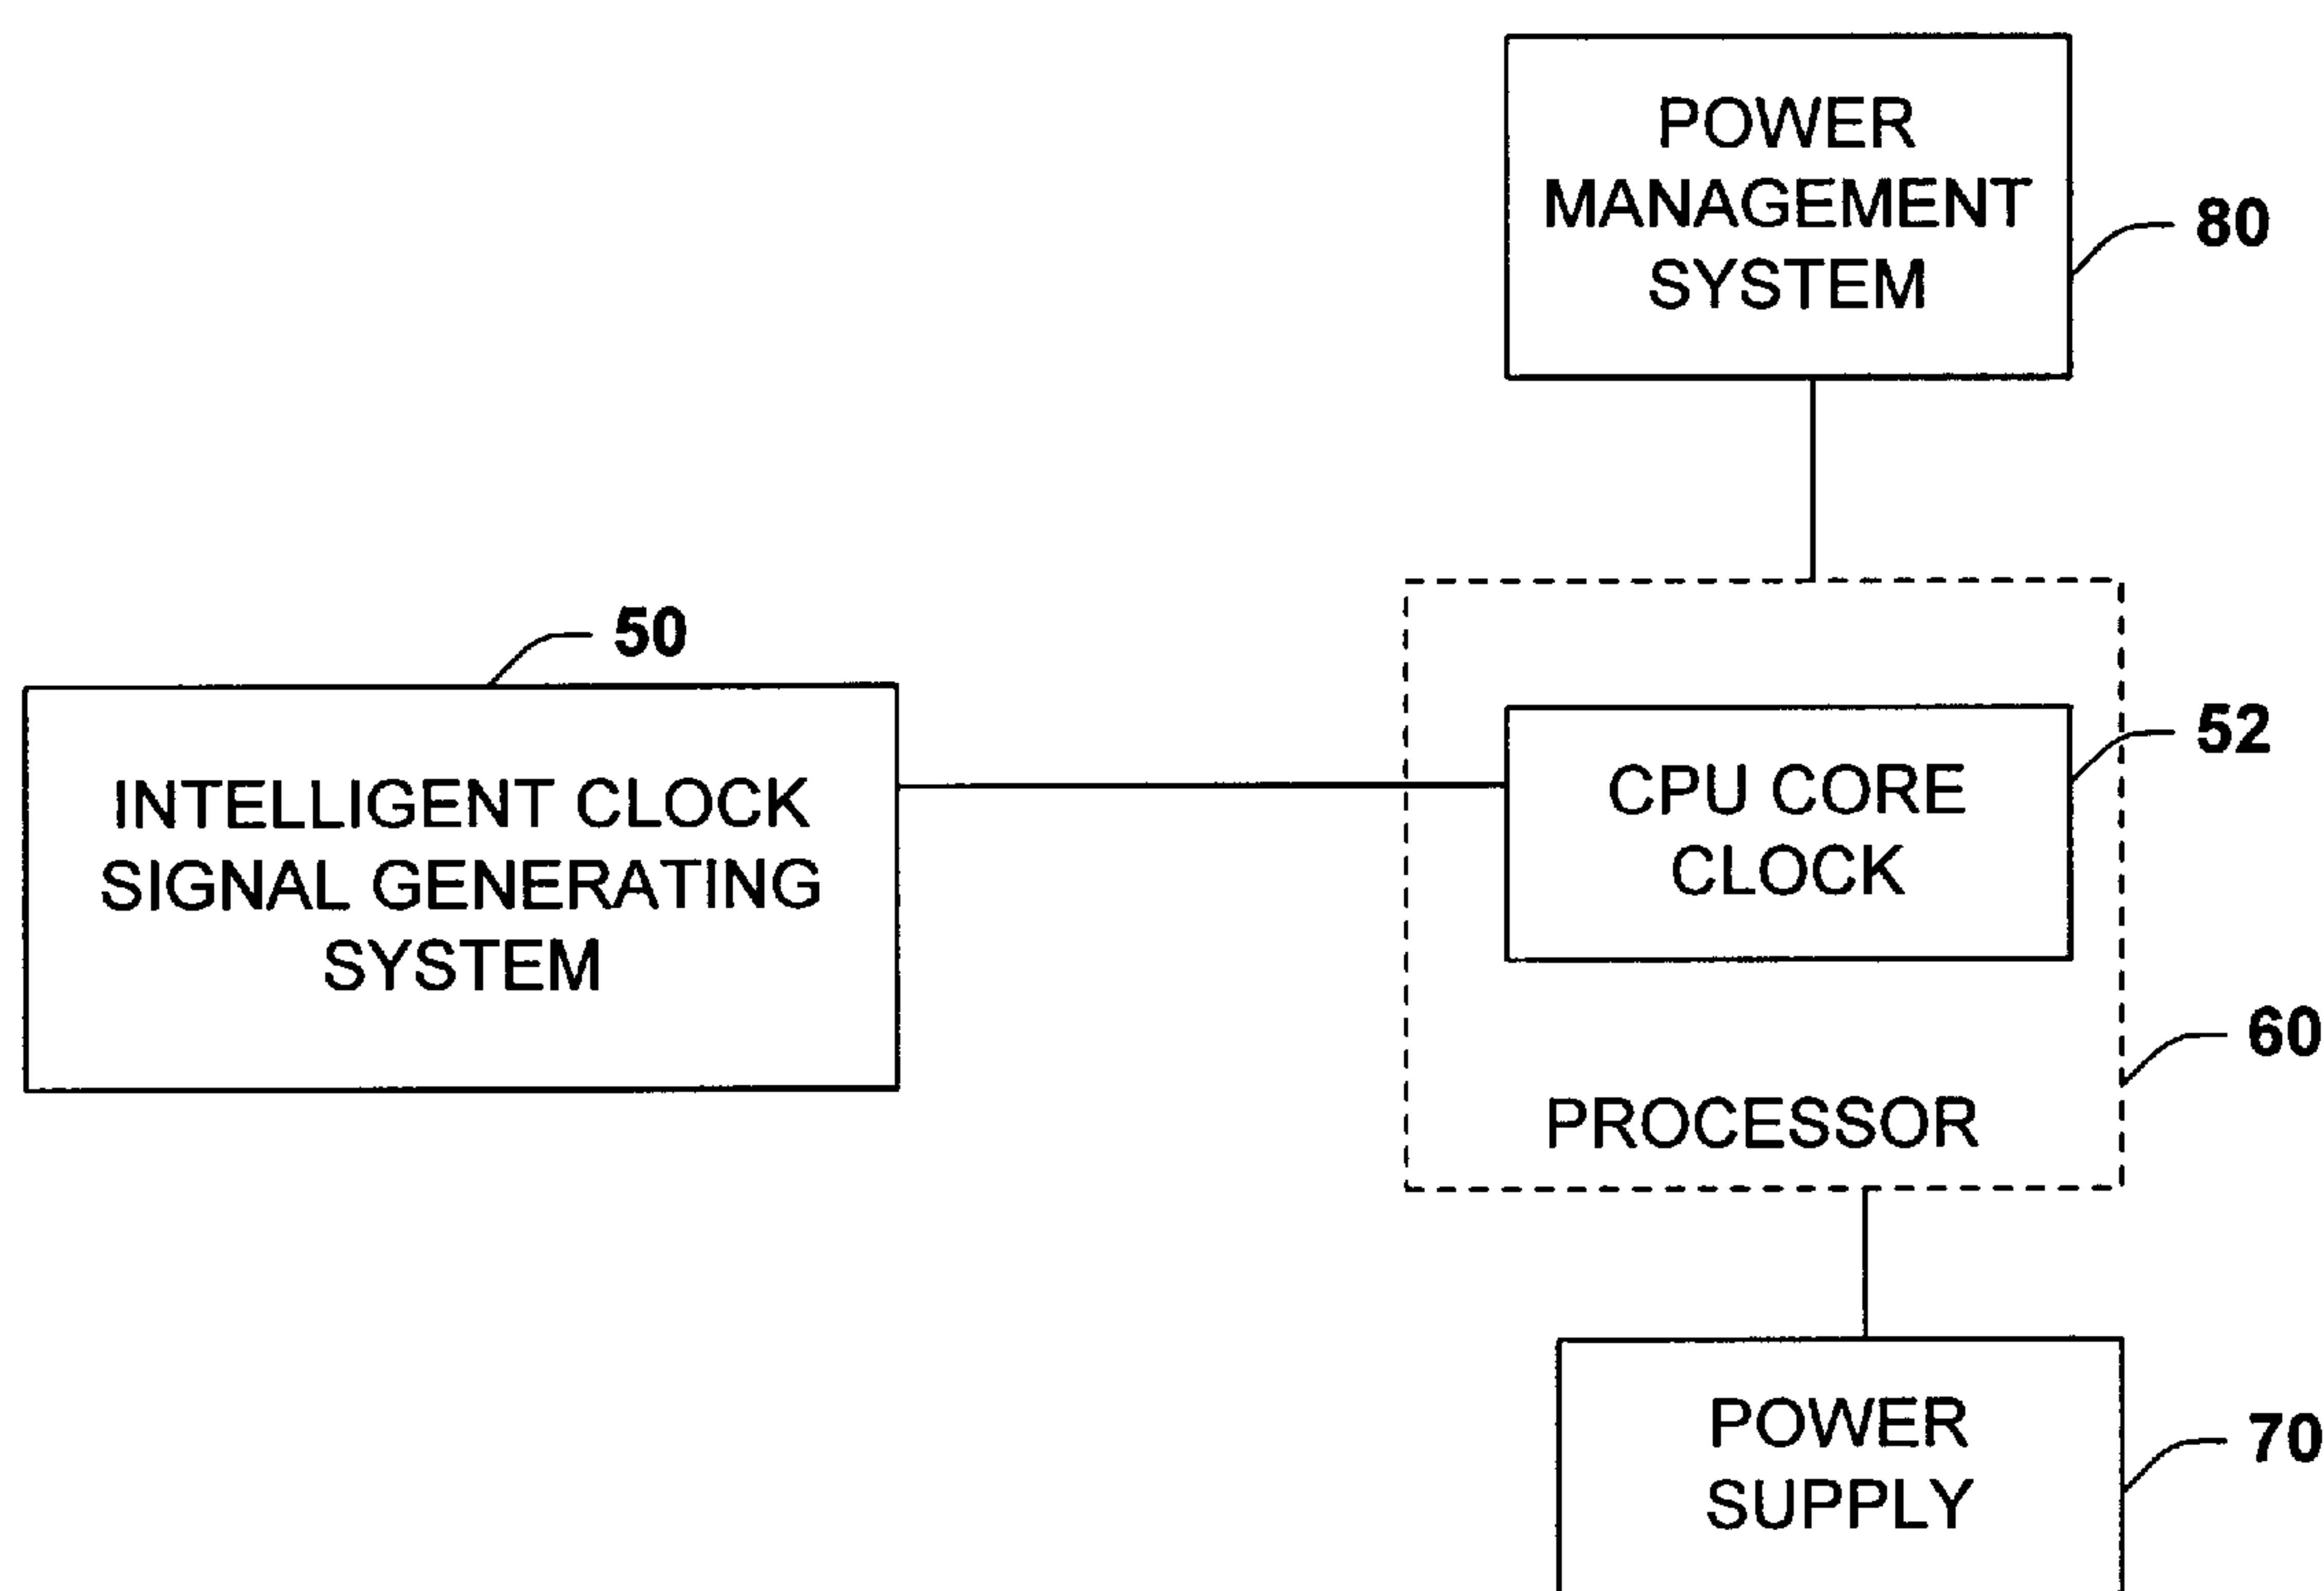 POWER
MANAGEMENT
SYSTEM
80
50
INTELLIGENT CLOCK
SIGNAL GENERATING
SYSTEM
CPU CORE
CLOCK
52
60
PROCESSOR
POWER
SUPPLY
70